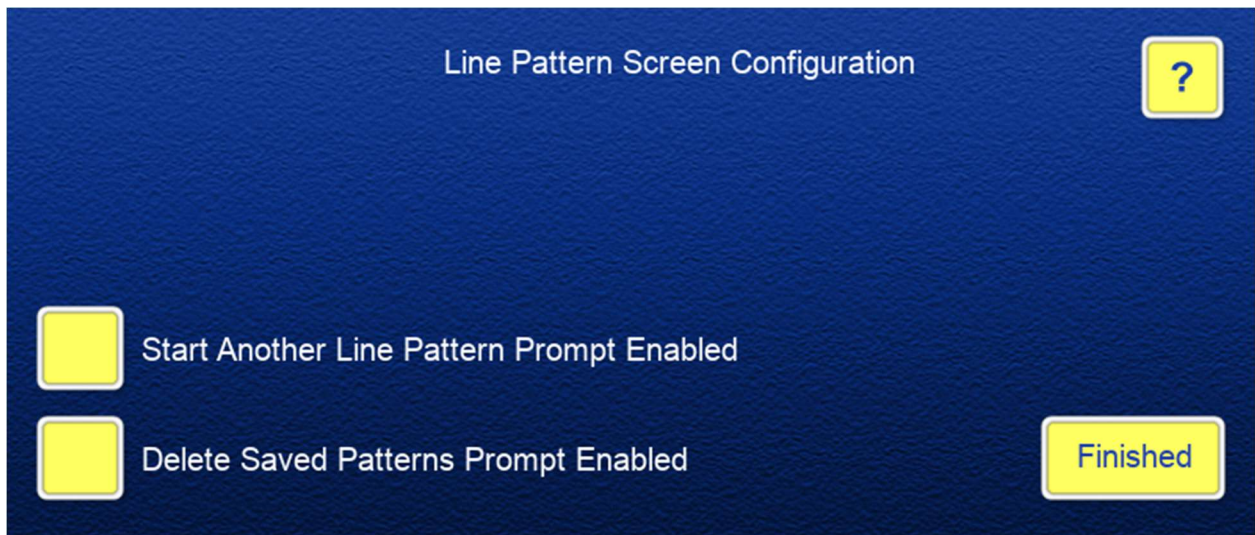 Line Pattern Screen Configuration
?
Start Another Line Pattern Prompt Enabled
Delete Saved Patterns Prompt Enabled
Finished